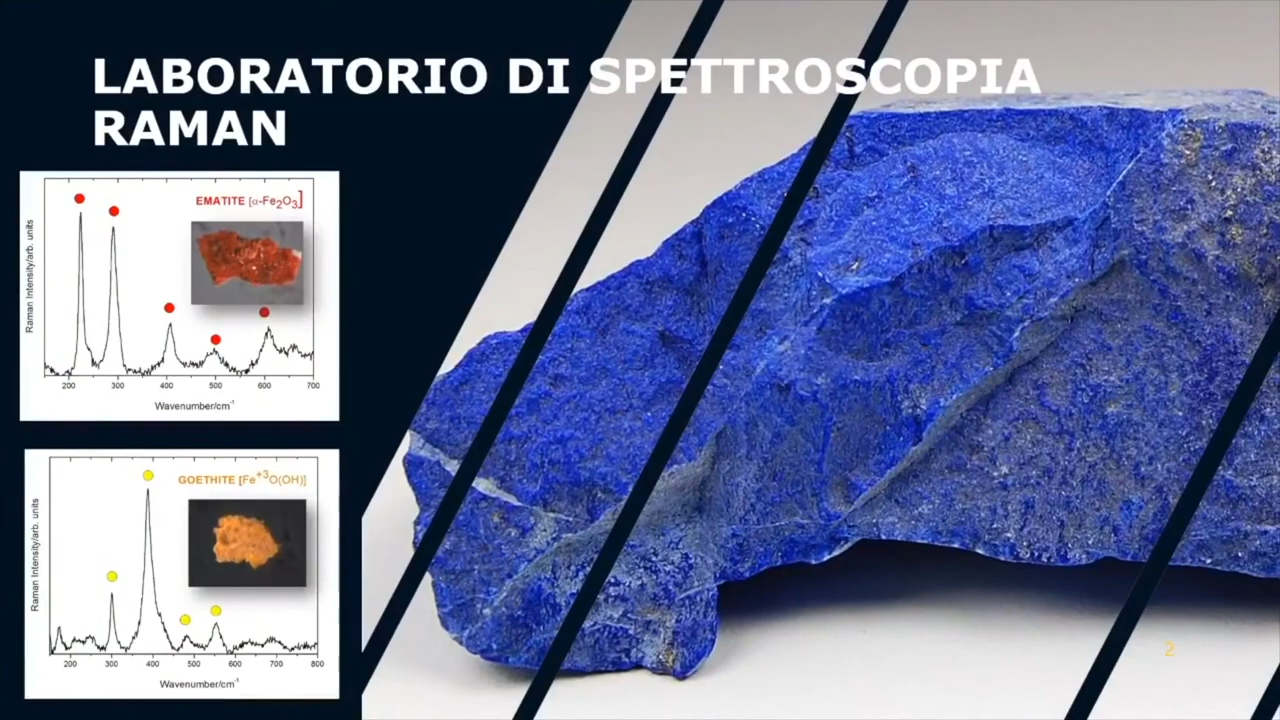 LABORATORIO DI SPETTROSCOPIA
RAMAN
EMATITE [α-Fe₂O₃]
Raman Intensity/arb. units
200 300 400 500 600 700
Wavenumber/cm⁻¹
GOETHITE [Fe⁺³O(OH)]
Raman Intensity/arb. units
200 300 400 500 600 700 800
Wavenumber/cm⁻¹
2